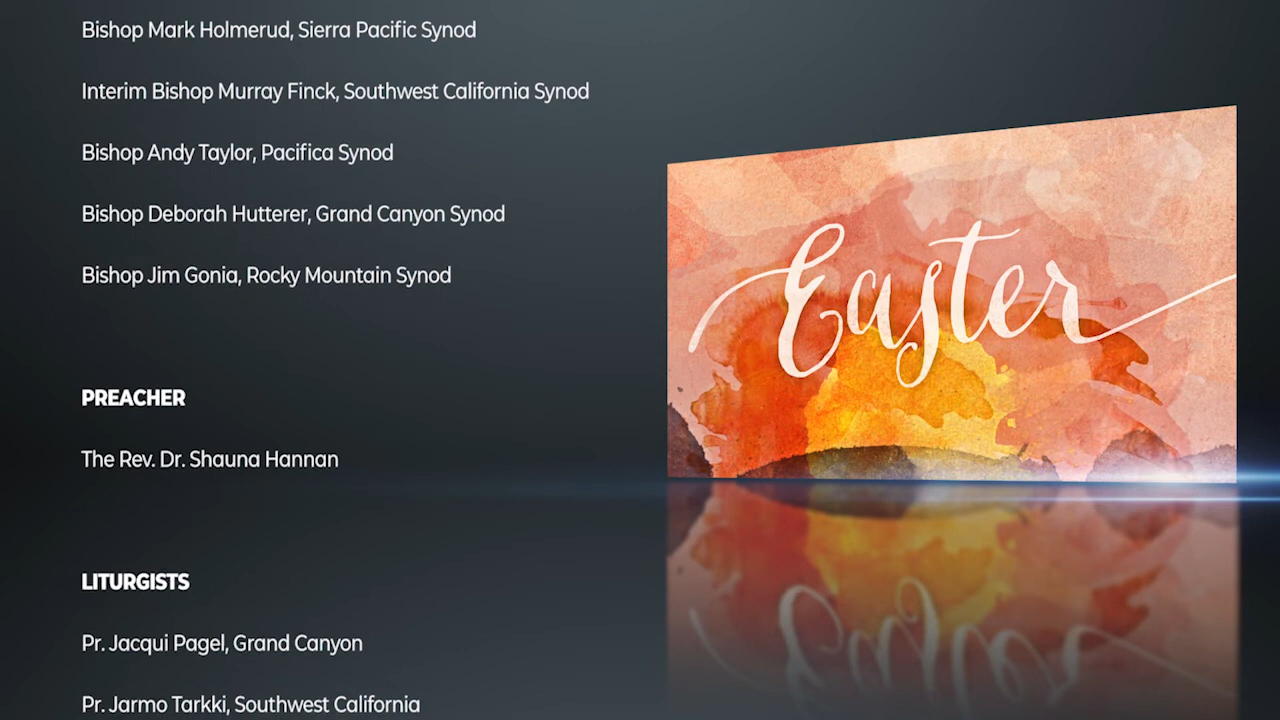 Bishop Mark Holmerud, Sierra Pacific Synod
Interim Bishop Murray Finck, Southwest California Synod
Bishop Andy Taylor, Pacifica Synod
Bishop Deborah Hutterer, Grand Canyon Synod
Bishop Jim Gonia, Rocky Mountain Synod
PREACHER
The Rev. Dr. Shauna Hannan
LITURGISTS
Pr. Jacqui Pagel, Grand Canyon
Pr. Jarmo Tarkki, Southwest California
Easter